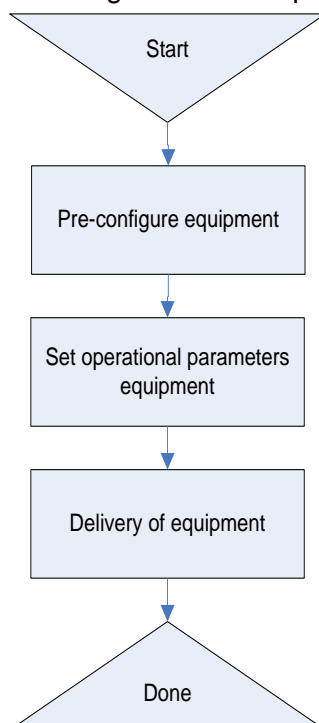 Start
Pre-configure equipment
Set operational parameters
equipment
Delivery of equipment
Done